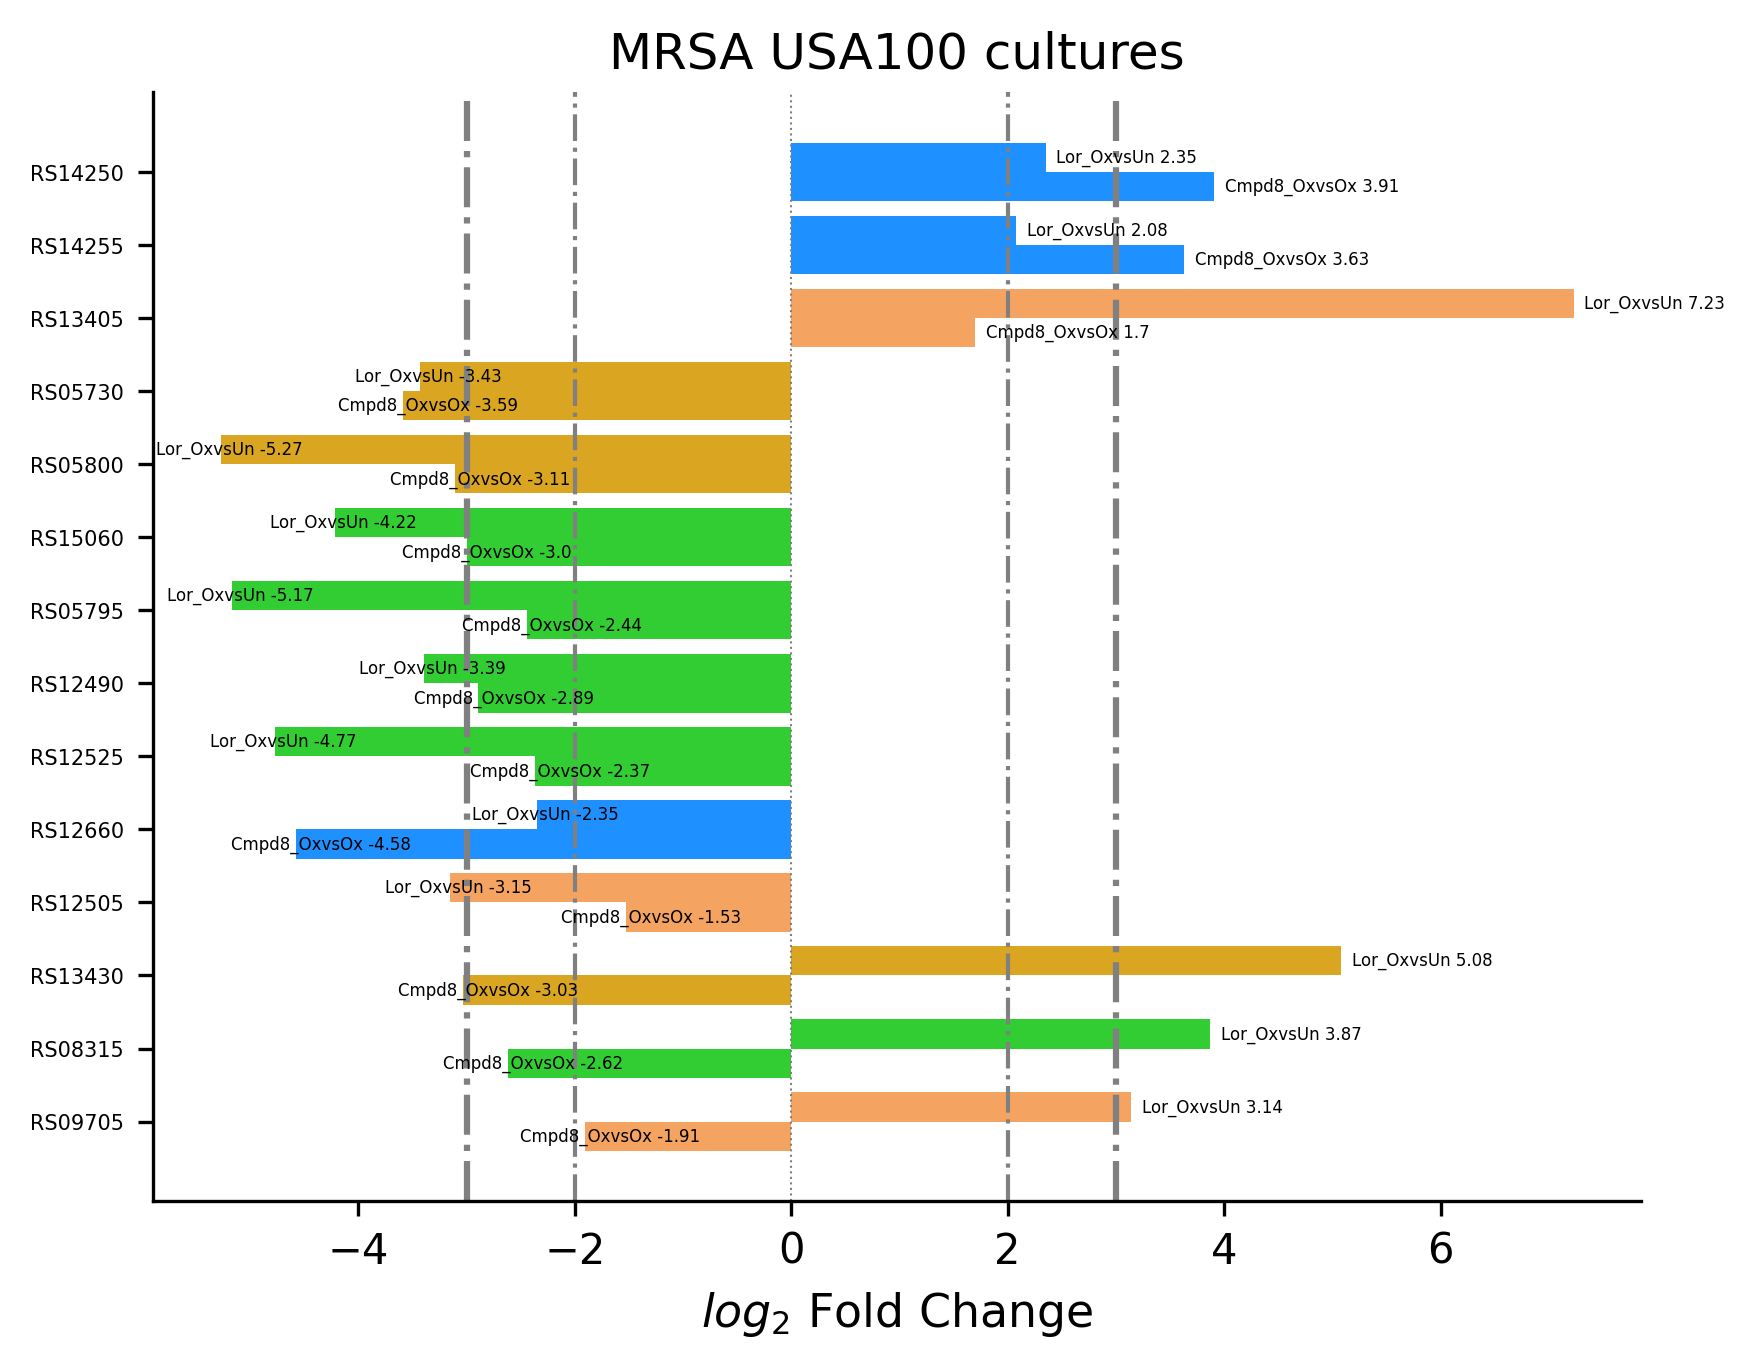 MRSA USA100 cultures
RS14250
Lor_OxvsUn 2.35
Cmpd8_OxvsOx 3.91
RS14255
Lor_OxvsUn 2.08
Cmpd8_OxvsOx 3.63
RS13405
Lor_OxvsUn 7.23
Cmpd8_OxvsOx 1.7
RS05730
Lor_OxvsUn -3.43
Cmpd8_OxvsOx -3.59
RS05800
Lor_OxvsUn -5.27
Cmpd8_OxvsOx -3.11
RS15060
Lor_OxvsUn -4.22
Cmpd8_OxvsOx -3.0
RS05795
Lor_OxvsUn -5.17
Cmpd8_OxvsOx -2.44
RS12490
Lor_OxvsUn -3.39
Cmpd8_OxvsOx -2.89
RS12525
Lor_OxvsUn -4.77
Cmpd8_OxvsOx -2.37
RS12660
Lor_OxvsUn -2.35
Cmpd8_OxvsOx -4.58
RS12505
Lor_OxvsUn -3.15
Cmpd8_OxvsOx -1.53
RS13430
Lor_OxvsUn 5.08
Cmpd8_OxvsOx -3.03
RS08315
Lor_OxvsUn 3.87
Cmpd8_OxvsOx -2.62
RS09705
Lor_OxvsUn 3.14
Cmpd8_OxvsOx -1.91
−4 −2 0 2 4 6
log₂ Fold Change